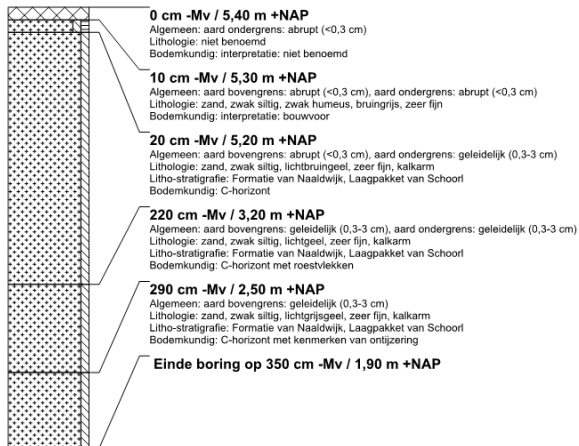 0 cm -Mv / 5,40 m +NAP
Algemeen: aard ondergrens: abrupt (<0,3 cm)
Lithologie: niet benoemd
Bodemkundig: interpretatie: niet benoemd
10 cm -Mv / 5,30 m +NAP
Algemeen: aard bovengrens: abrupt (<0,3 cm), aard ondergrens: abrupt (<0,3 cm)
Lithologie: zand, zwak siltig, zwak humeus, bruingrijs, zeer fijn
Bodemkundig: interpretatie: bouwvoor
20 cm -Mv / 5,20 m +NAP
Algemeen: aard bovengrens: abrupt (<0,3 cm), aard ondergrens: geleidelijk (0,3-3 cm)
Lithologie: zand, zwak siltig, lichtbruingeel, zeer fijn, kalkarm
Litho-stratigrafie: Formatie van Naaldwijk, Laagpakket van Schoorl
Bodemkundig: C-horizont
220 cm -Mv / 3,20 m +NAP
Algemeen: aard bovengrens: geleidelijk (0,3-3 cm), aard ondergrens: geleidelijk (0,3-3 cm)
Lithologie: zand, zwak siltig, lichtgeel, zeer fijn, kalkarm
Litho-stratigrafie: Formatie van Naaldwijk, Laagpakket van Schoorl
Bodemkundig: C-horizont met roestvlekken
290 cm -Mv / 2,50 m +NAP
Algemeen: aard bovengrens: geleidelijk (0,3-3 cm)
Lithologie: zand, zwak siltig, lichtgrijsgeel, zeer fijn, kalkarm
Litho-stratigrafie: Formatie van Naaldwijk, Laagpakket van Schoorl
Bodemkundig: C-horizont met kenmerken van ontijzering
Einde boring op 350 cm -Mv / 1,90 m +NAP